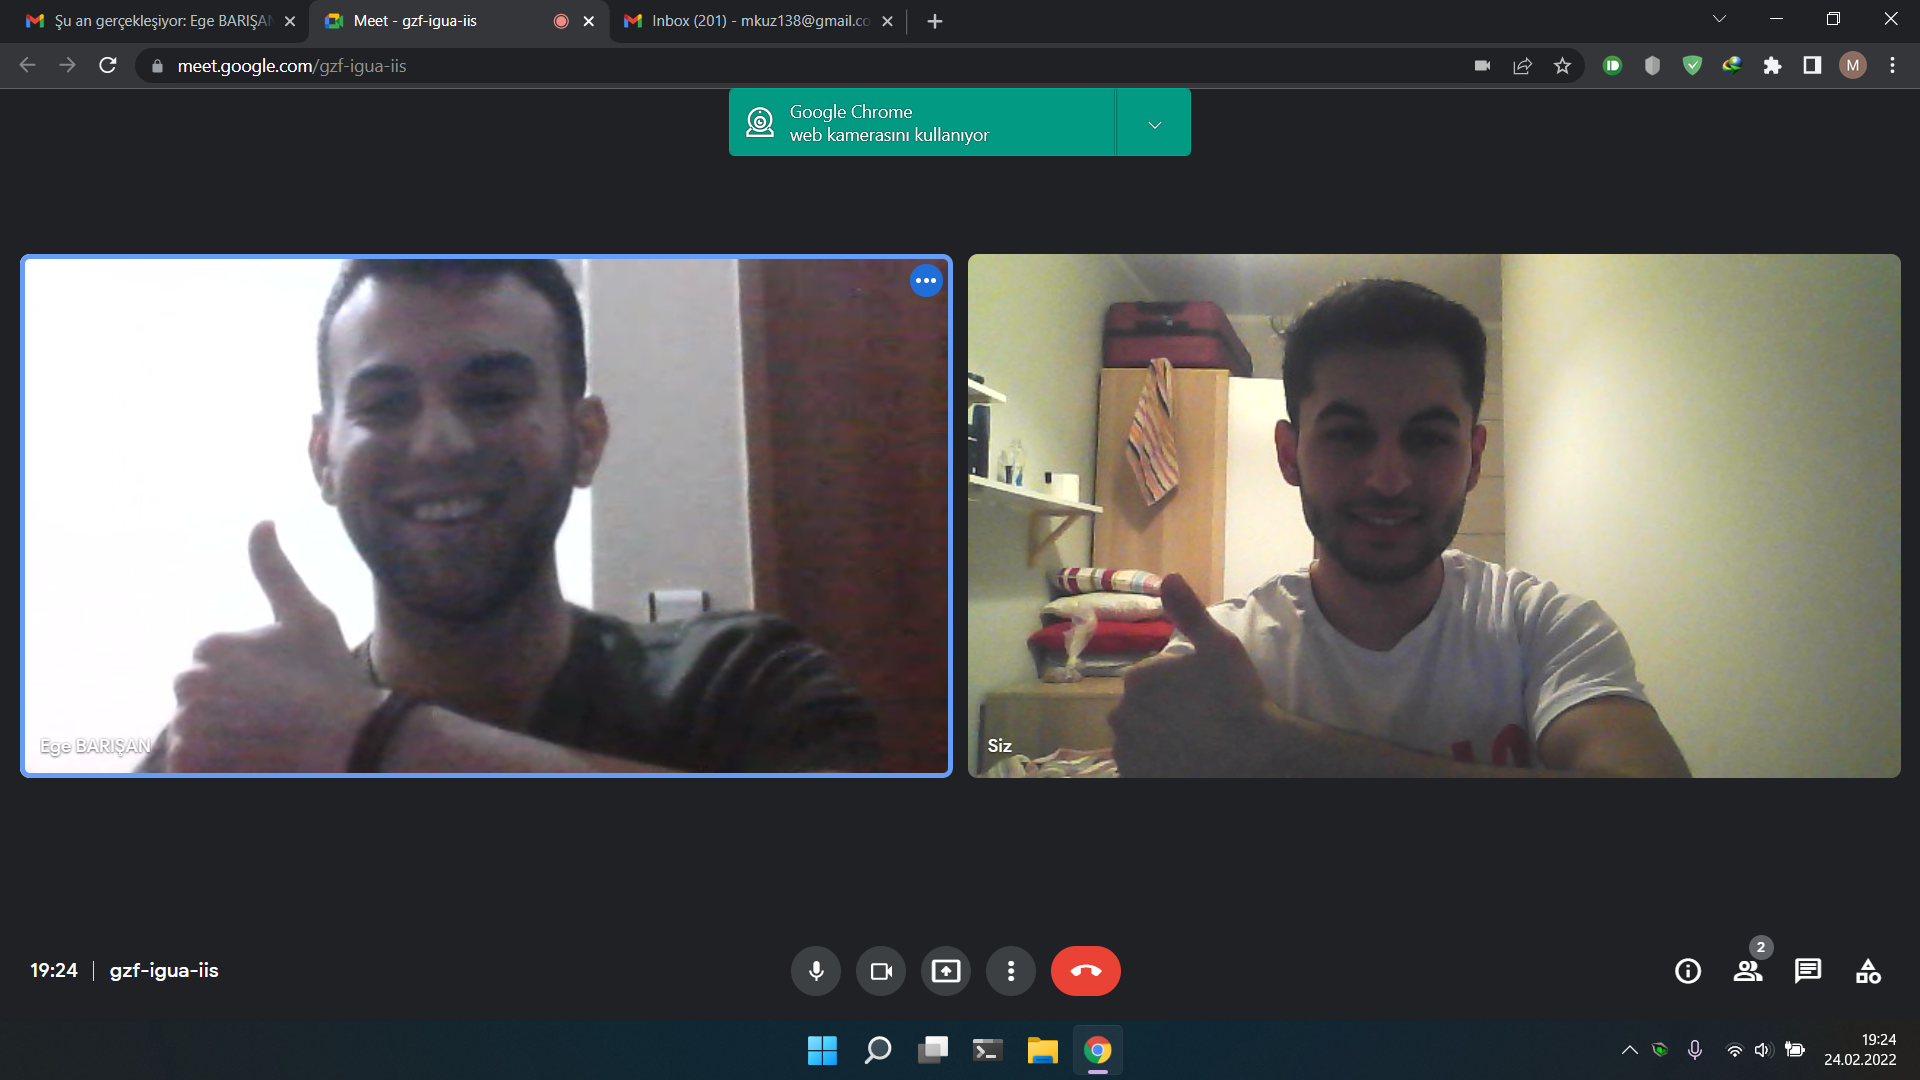 Şu an gerçekleşiyor: Ege BARIŞAN
Meet - gzf-igua-iis
Inbox (201) - mkuz138@gmail.co
meet.google.com/gzf-igua-iis
M
Google Chrome
web kamerasını kullanıyor
Ege BARIŞAN
Siz
19:24
gzf-igua-iis
2
19:24
24.02.2022